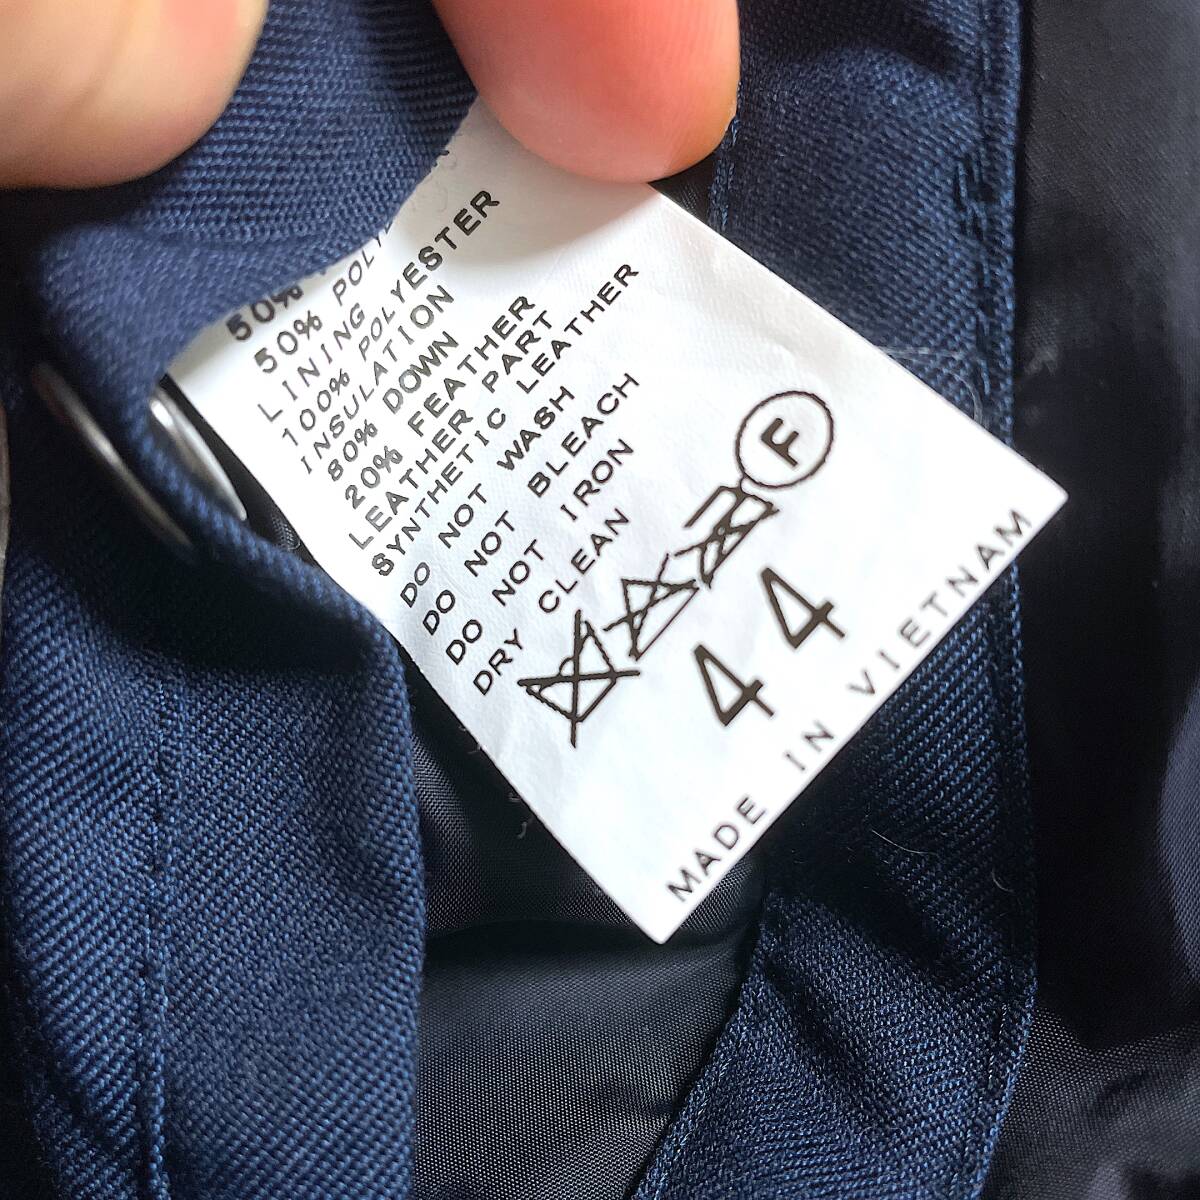 50%
50%
LINING
100% POLYESTER
INSULATION
80% DOWN
20% FEATHER
LEATHER PART
SYNTHETIC LEATHER
DO NOT WASH
DO NOT BLEACH
DO NOT IRON
DRY CLEAN
F
44
MADE IN VIETNAM